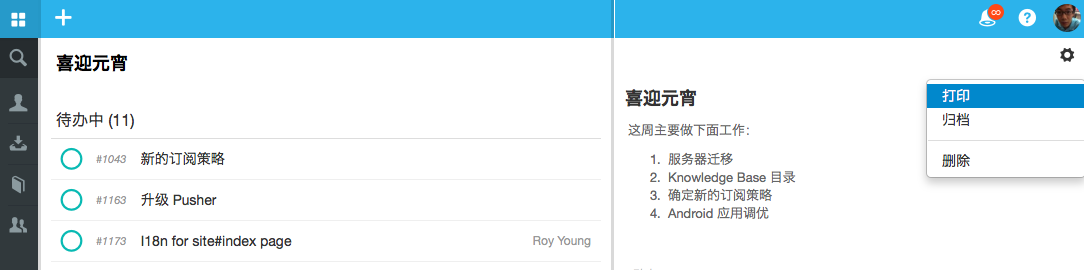 ∞
喜迎元宵
待办中 (11)
#1043 新的订阅策略
#1163 升级 Pusher
#1173 I18n for site#index page Roy Young
喜迎元宵
这周主要做下面工作：
1. 服务器迁移
2. Knowledge Base 目录
3. 确定新的订阅策略
4. Android 应用调优
打印
归档
删除